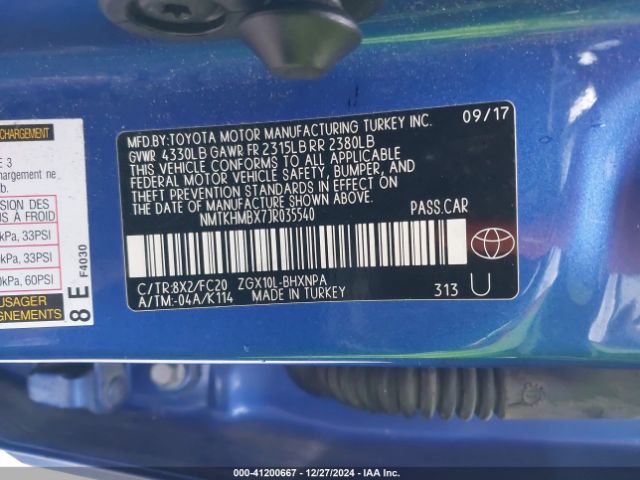 CHARGEMENT
E 3
chargement ne
b.
SION DES
US À FROID
kPa, 33PSI
kPa, 33PSI
0kPa, 60PSI
USAGER
GNEMENTS
8 E F4030
09/17
MFD.BY:TOYOTA MOTOR MANUFACTURING TURKEY INC.
GVWR 4330LB GAWR FR 2315LB RR 2380LB
THIS VEHICLE CONFORMS TO ALL APPLICABLE
FEDERAL MOTOR VEHICLE SAFETY, BUMPER, AND
THEFT PREVENTION STANDARDS IN EFFECT ON THE
DATE OF MANUFACTURE SHOWN ABOVE.
NMTKHMBX7JR035540 PASS.CAR
C/TR:8X2/FC20 ZGX10L-BHXNPA
A/TM:-04A/K114 MADE IN TURKEY 313 U
000-41200667 - 12/27/2024 - IAA Inc.